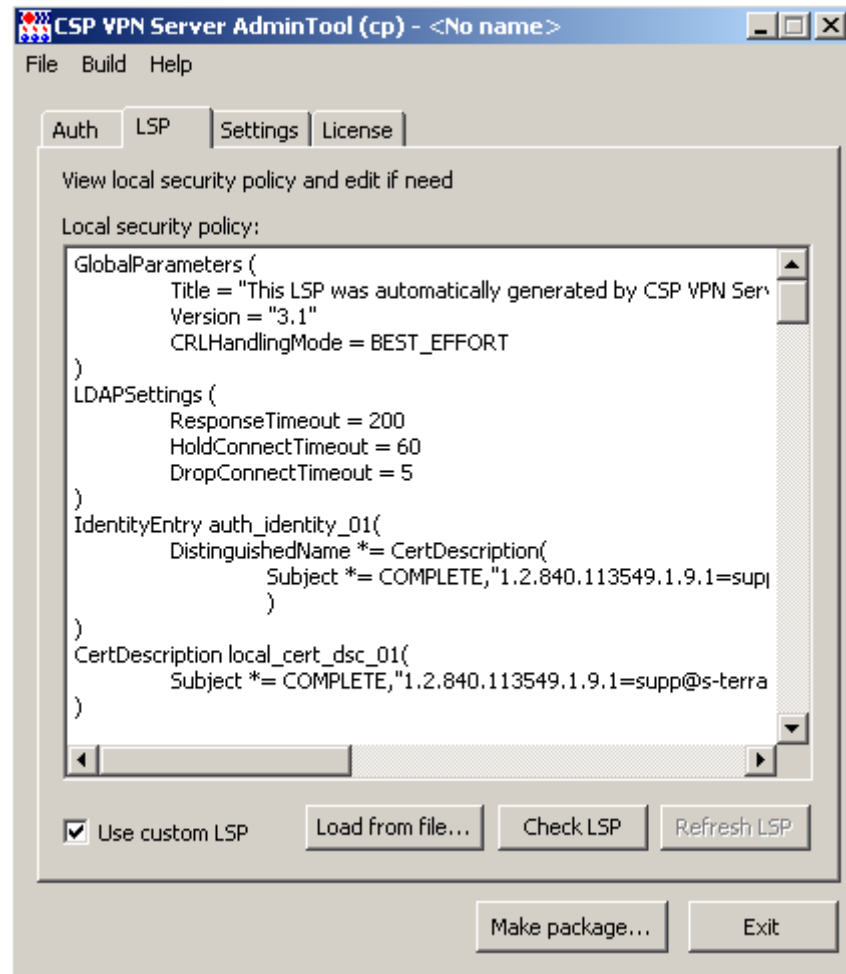 CSP VPN Server AdminTool (cp) - <No name>
File Build Help
Auth LSP Settings License
View local security policy and edit if need
Local security policy:
GlobalParameters (
Title = "This LSP was automatically generated by CSP VPN Serv
Version = "3.1"
CRLHandlingMode = BEST_EFFORT
)
LDAPSettings (
ResponseTimeout = 200
HoldConnectTimeout = 60
DropConnectTimeout = 5
)
IdentityEntry auth_identity_01(
DistinguishedName *= CertDescription(
Subject *= COMPLETE,"1.2.840.113549.1.9.1=supp
)
)
CertDescription local_cert_dsc_01(
Subject *= COMPLETE,"1.2.840.113549.1.9.1=supp@s-terra
)
Use custom LSP Load from file... Check LSP Refresh LSP
Make package... Exit